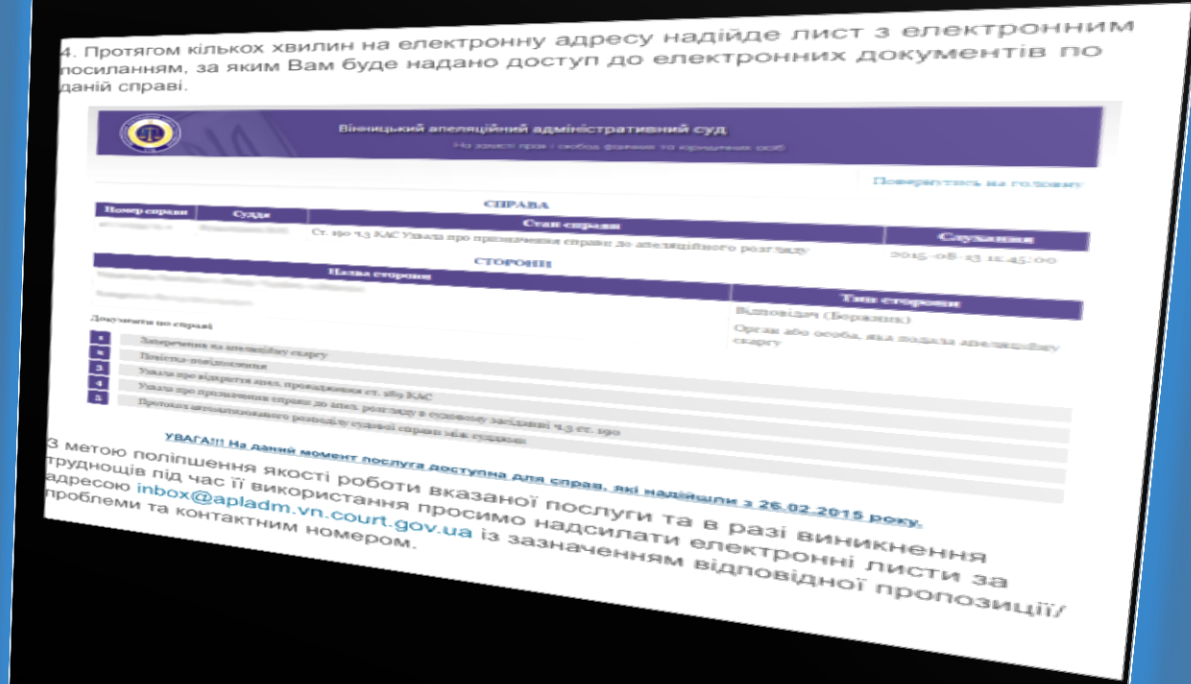 4. Протягом кількох хвилин на електронну адресу надійде лист з електронним
посиланням, за яким Вам буде надано доступ до електронних документів по
даній справі.
Вінницький апеляційний адміністративний суд
На захисті прав і свобод фізичних та юридичних осіб
Повернутись на головну
СПРАВА
Номер справи Суддя Стан справи Слухання
Ст. 190 ч.3 КАС Ухвала про призначення справи до апеляційного розгляду 2015-08-13 11:45:00
СТОРОНИ
Назва сторони Тип сторони
Відповідач (Боржник)
Орган або особа, яка подала апеляційну
скаргу
Документи по справі
1 Заперечення на апеляційну скаргу
2 Повістка-повідомлення
3 Ухвала про відкриття апел. провадження ст. 189 КАС
4 Ухвала про призначення справи до апел. розгляду в судовому засіданні ч.3 ст. 190
5 Протокол автоматизованого розподілу судової справи між суддями
УВАГА!!! На даний момент послуга доступна для справ, які надійшли з 26.02 2015 року.
З метою поліпшення якості роботи вказаної послуги та в разі виникнення
труднощів під час її використання просимо надсилати електронні листи за
адресою inbox@apladm.vn.court.gov.ua із зазначенням відповідної пропозиції/
проблеми та контактним номером.